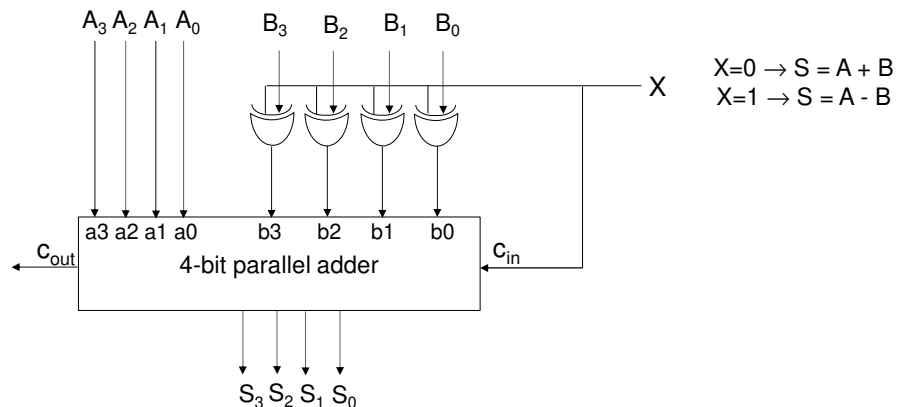 A₃ A₂ A₁ A₀ B₃ B₂ B₁ B₀
X
X=0 → S = A + B
X=1 → S = A - B
a3 a2 a1 a0 b3 b2 b1 b0
cout 4-bit parallel adder cin
S₃ S₂ S₁ S₀